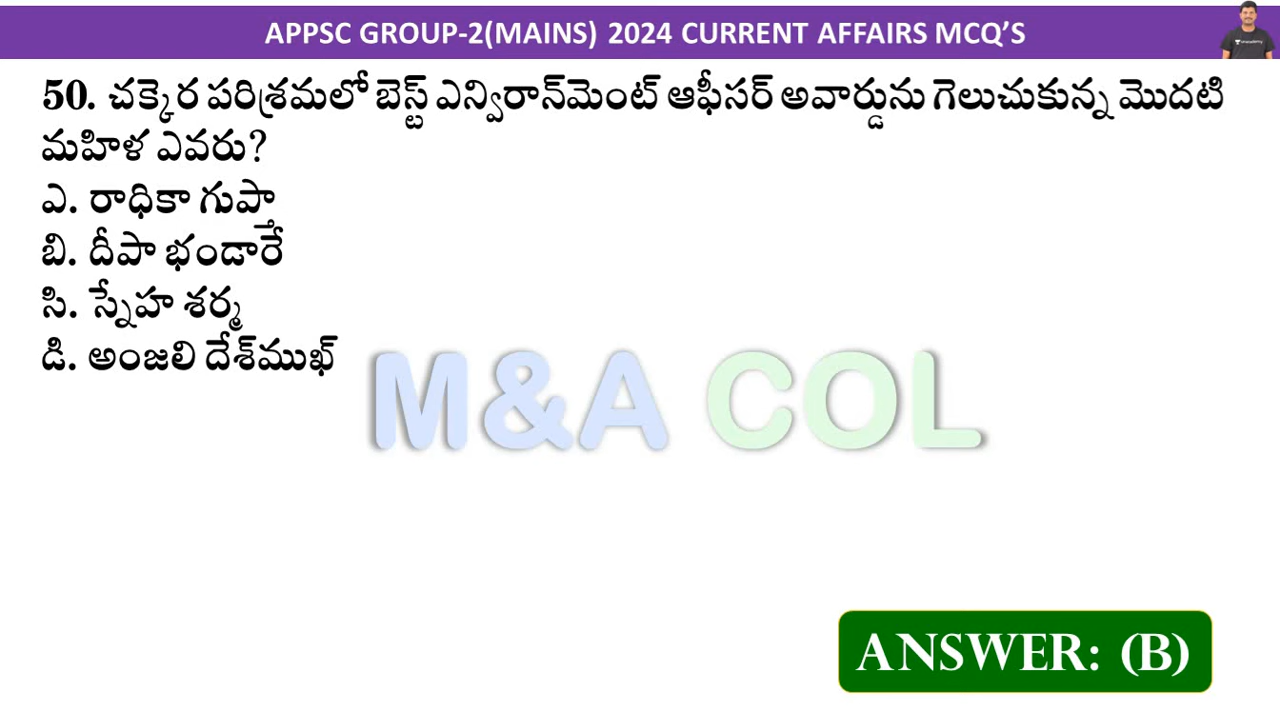 APPSC GROUP-2(MAINS) 2024 CURRENT AFFAIRS MCQ'S
50. చక్కెర పరిశ్రమలో బెస్ట్ ఎన్విరాన్‌మెంట్ ఆఫీసర్ అవార్డును గెలుచుకున్న మొదటి
మహిళ ఎవరు?
ఎ. రాధికా గుప్తా
బి. దీపా భండారే
సి. స్నేహ శర్మ
డి. అంజలి దేశ్‌ముఖ్
M&A COL
ANSWER: (B)